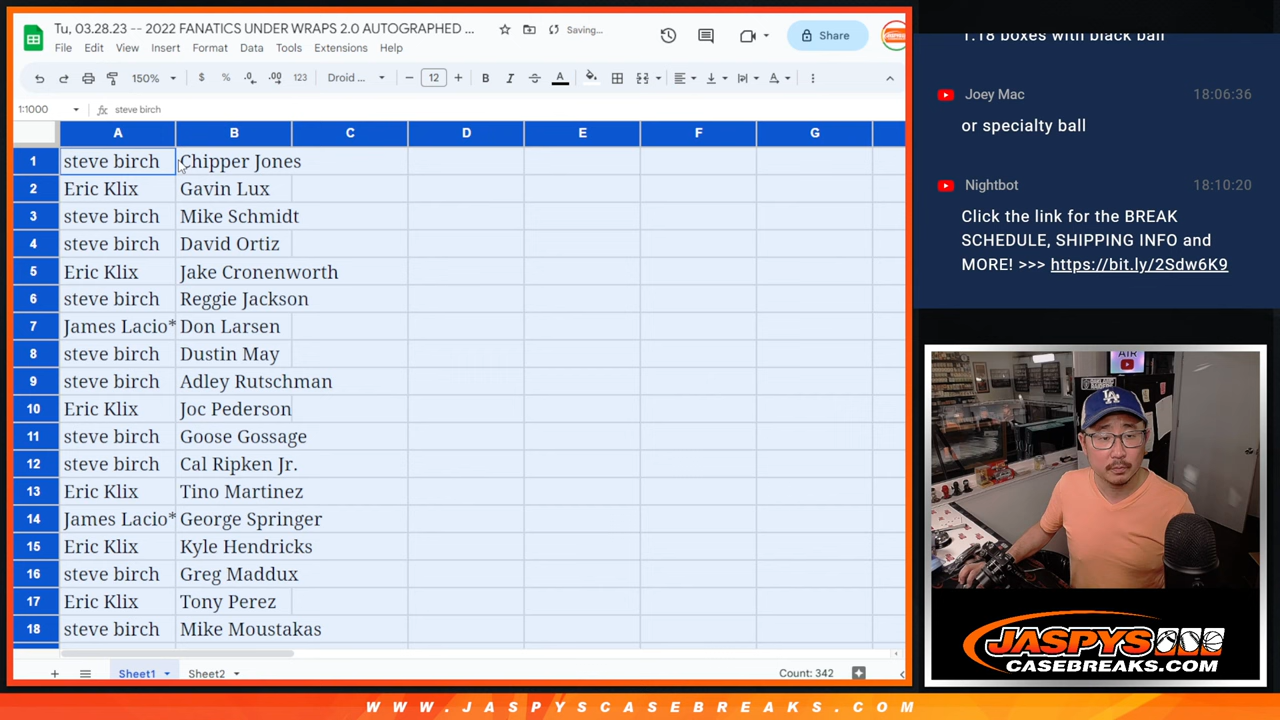 Tu, 03.28.23 -- 2022 FANATICS UNDER WRAPS 2.0 AUTOGRAPHED ...
Saving...
File Edit View Insert Format Data Tools Extensions Help
Share
150% $ % .0 .00 123 Droid ... 12 B I A
1:1000 fx steve birch
A B C D E F G
1 steve birch Chipper Jones
2 Eric Klix Gavin Lux
3 steve birch Mike Schmidt
4 steve birch David Ortiz
5 Eric Klix Jake Cronenworth
6 steve birch Reggie Jackson
7 James Lacio* Don Larsen
8 steve birch Dustin May
9 steve birch Adley Rutschman
10 Eric Klix Joc Pederson
11 steve birch Goose Gossage
12 steve birch Cal Ripken Jr.
13 Eric Klix Tino Martinez
14 James Lacio* George Springer
15 Eric Klix Kyle Hendricks
16 steve birch Greg Maddux
17 Eric Klix Tony Perez
18 steve birch Mike Moustakas
Sheet1 Sheet2 Count: 342
1:18 boxes with black ball
Joey Mac 18:06:36
or specialty ball
Nightbot 18:10:20
Click the link for the BREAK
SCHEDULE, SHIPPING INFO and
MORE! >>> https://bit.ly/2Sdw6K9
AIR
LA
JASPYS
CASEBREAKS.COM
WWW.JASPYSCASEBREAKS.COM